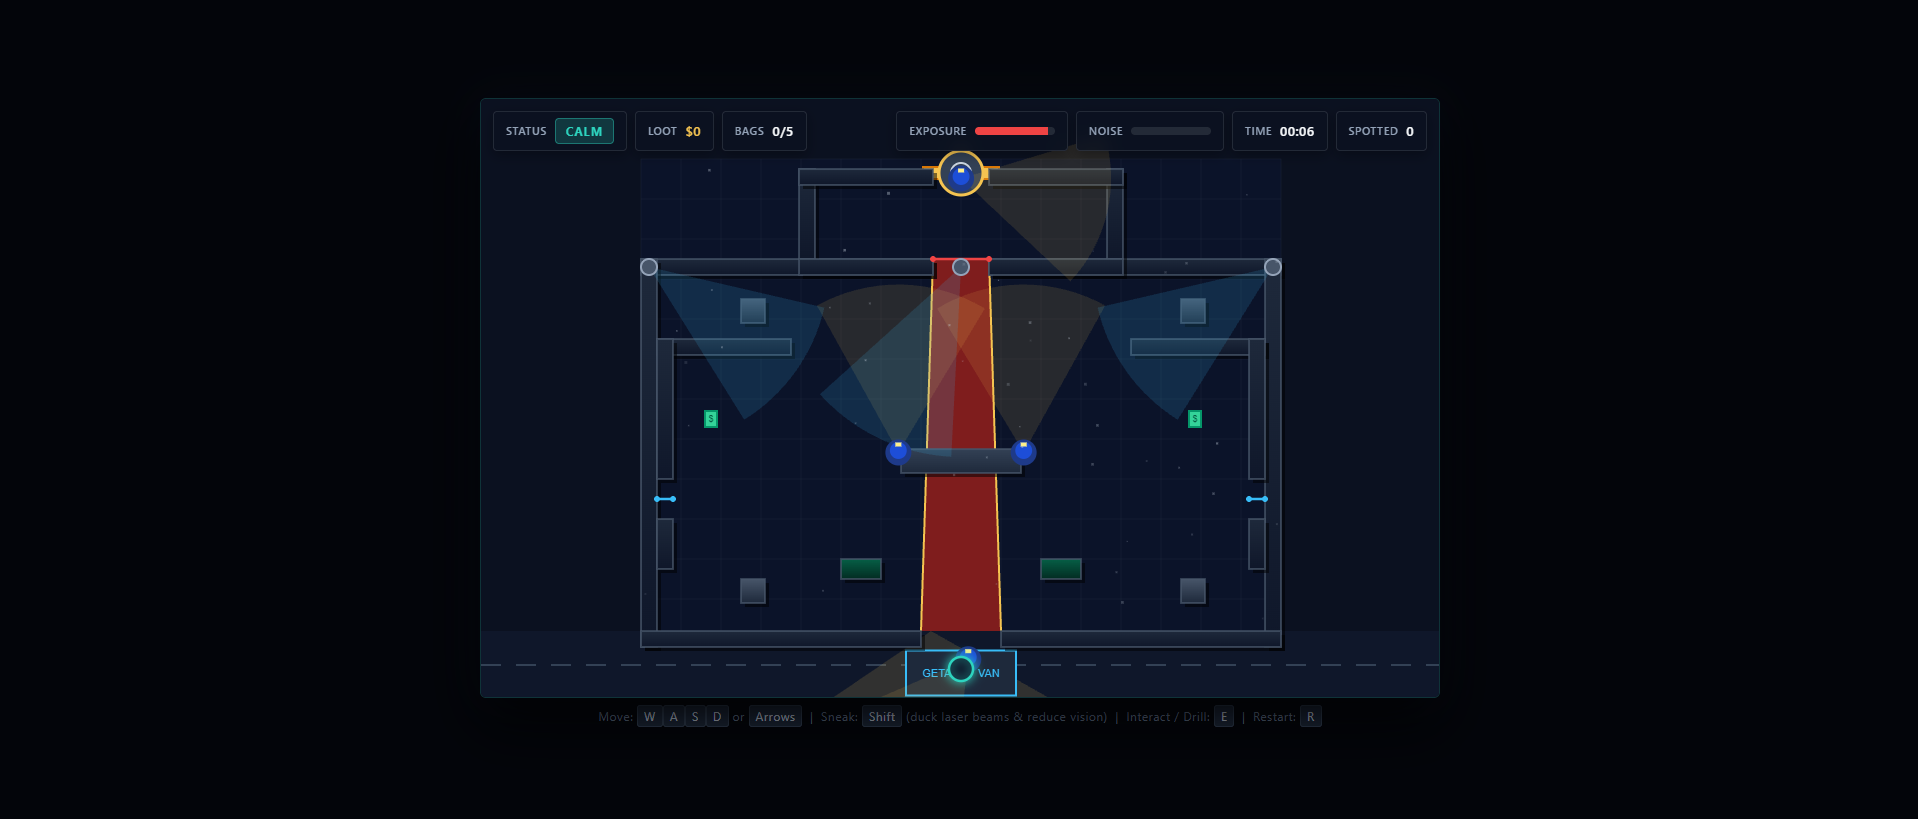 STATUS CALM LOOT $0 BAGS 0/5 EXPOSURE NOISE TIME 00:06 SPOTTED 0
$ $
GETA VAN
Move: W A S D or Arrows | Sneak: Shift (duck laser beams & reduce vision) | Interact / Drill: E | Restart: R